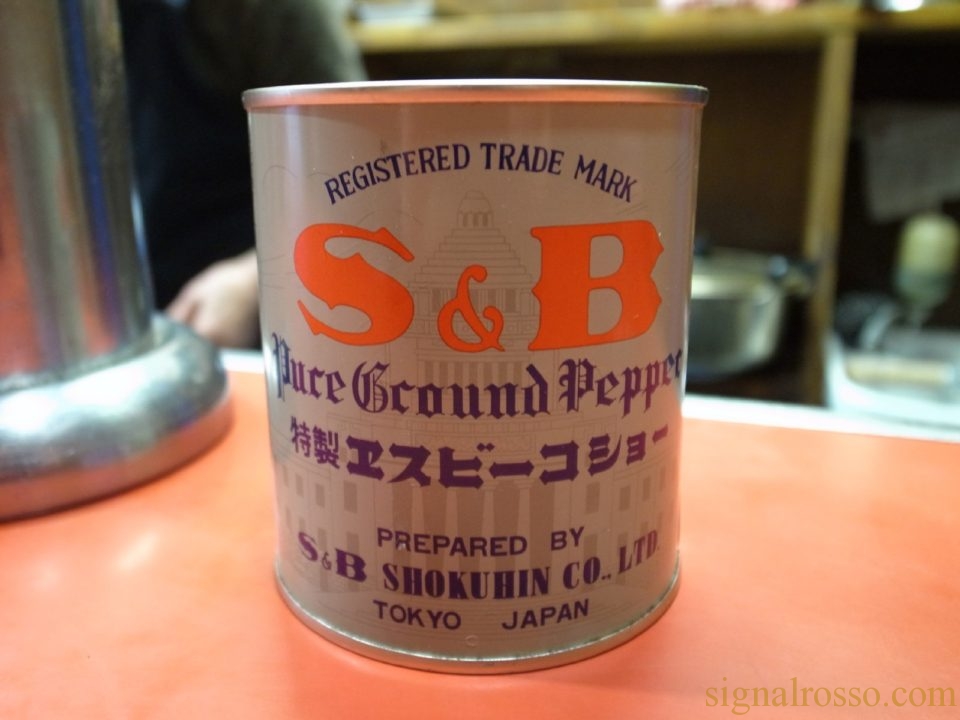 REGISTERED TRADE MARK
S&B
Pure Ground Pepper
特製ヱスビーコショー
PREPARED BY
S&B SHOKUHIN CO., LTD.
TOKYO JAPAN
signalrosso.com